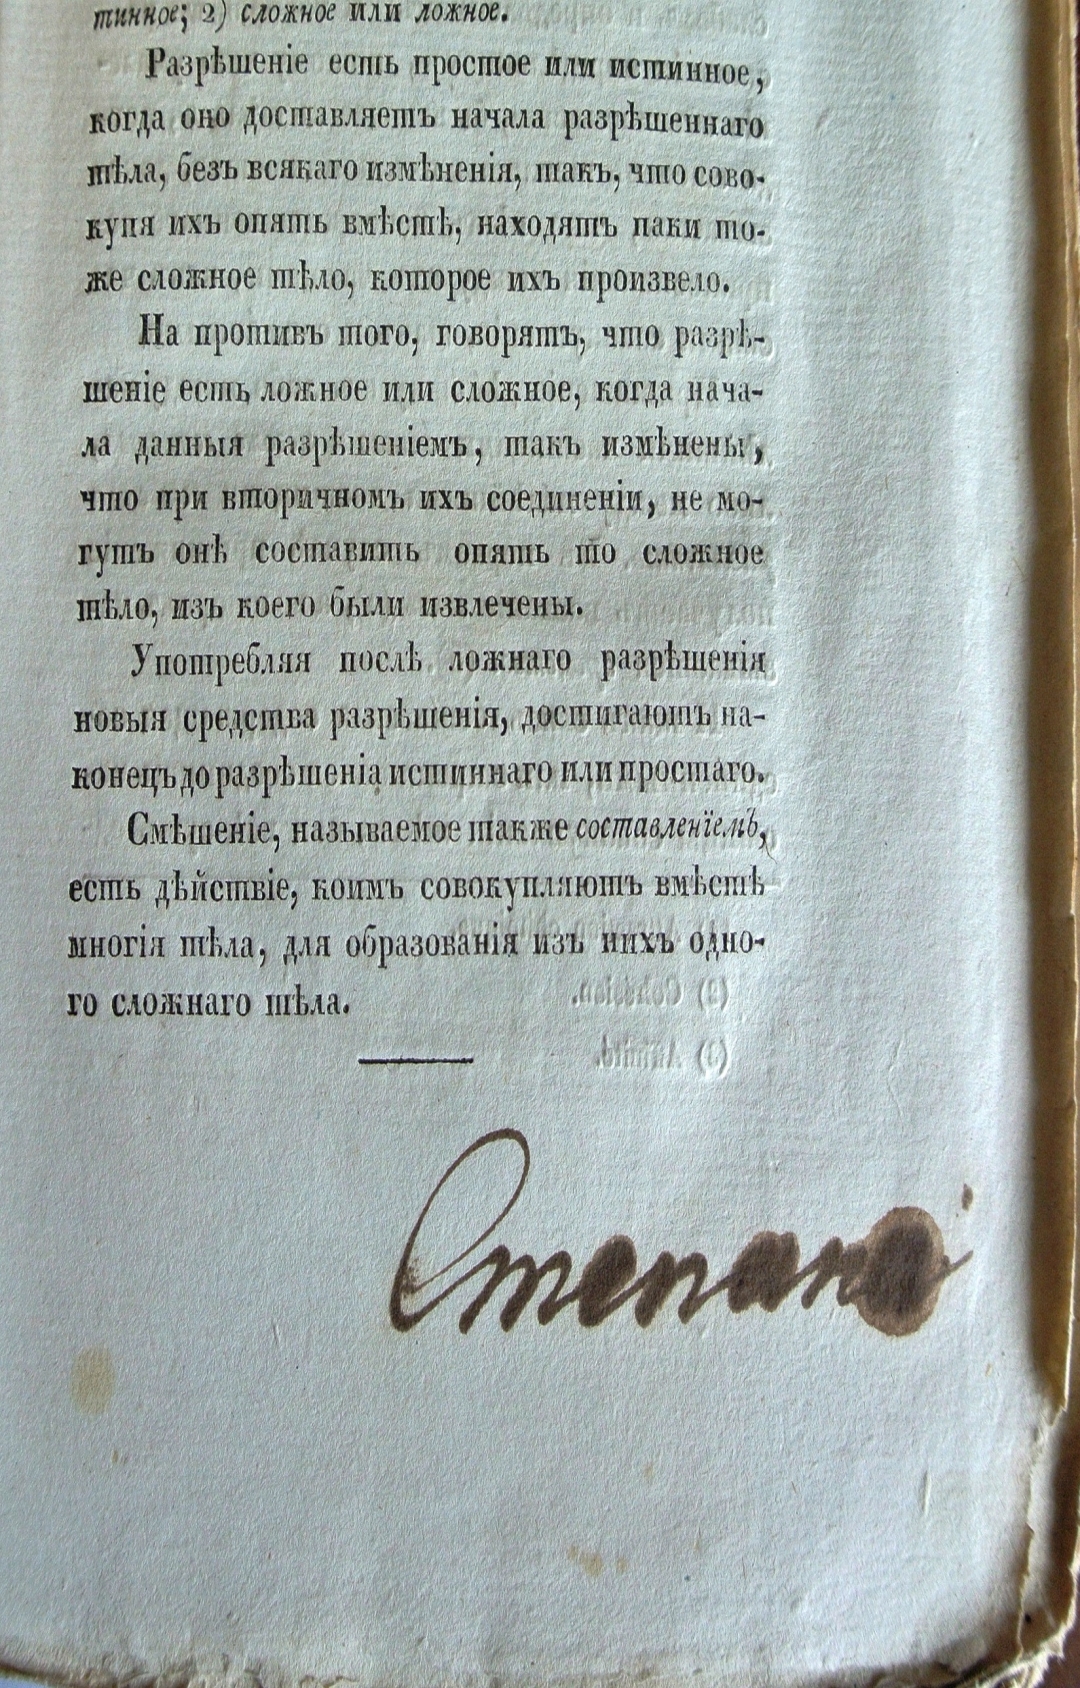 тинное; 2) сложное или ложное.
Разрѣшеніе есть простое или истинное,
когда оно доставляетъ начала разрѣшеннаго
тѣла, безъ всякаго измѣненія, такъ, что сово-
купя ихъ опять вмѣстѣ, находятъ паки то-
же сложное тѣло, которое ихъ произвело.
На противъ того, говорятъ, что разрѣ-
шеніе есть ложное или сложное, когда нача-
ла данныя разрѣшеніемъ, такъ измѣнены,
что при вторичномъ ихъ соединеніи, не мо-
гутъ онѣ составить опять то сложное
тѣло, изъ коего были извлечены.
Употребляя послѣ ложнаго разрѣшенія
новыя средства разрѣшенія, достигаютъ на-
конецъ до разрѣшенія истиннаго или простаго.
Смѣшеніе, называемое также составленіемъ,
есть дѣйствіе, коимъ совокупляютъ вмѣстѣ
многія тѣла, для образованія изъ нихъ одно-
го сложнаго тѣла.
Степана